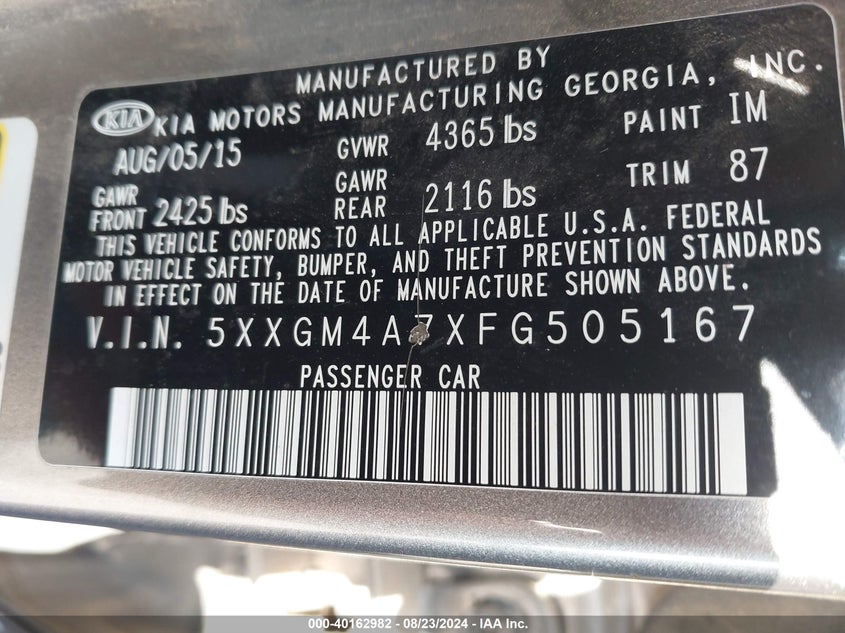 MANUFACTURED BY
KIA KIA MOTORS MANUFACTURING GEORGIA, INC.
AUG/05/15 GVWR 4365 lbs PAINT IM
GAWR FRONT 2425 lbs GAWR REAR 2116 lbs TRIM 87
THIS VEHICLE CONFORMS TO ALL APPLICABLE U.S.A. FEDERAL
MOTOR VEHICLE SAFETY, BUMPER, AND THEFT PREVENTION STANDARDS
IN EFFECT ON THE DATE OF MANUFACTURE SHOWN ABOVE.
V.I.N. 5XXGM4A7XFG505167
PASSENGER CAR
000-40162982 - 08/23/2024 - IAA Inc.